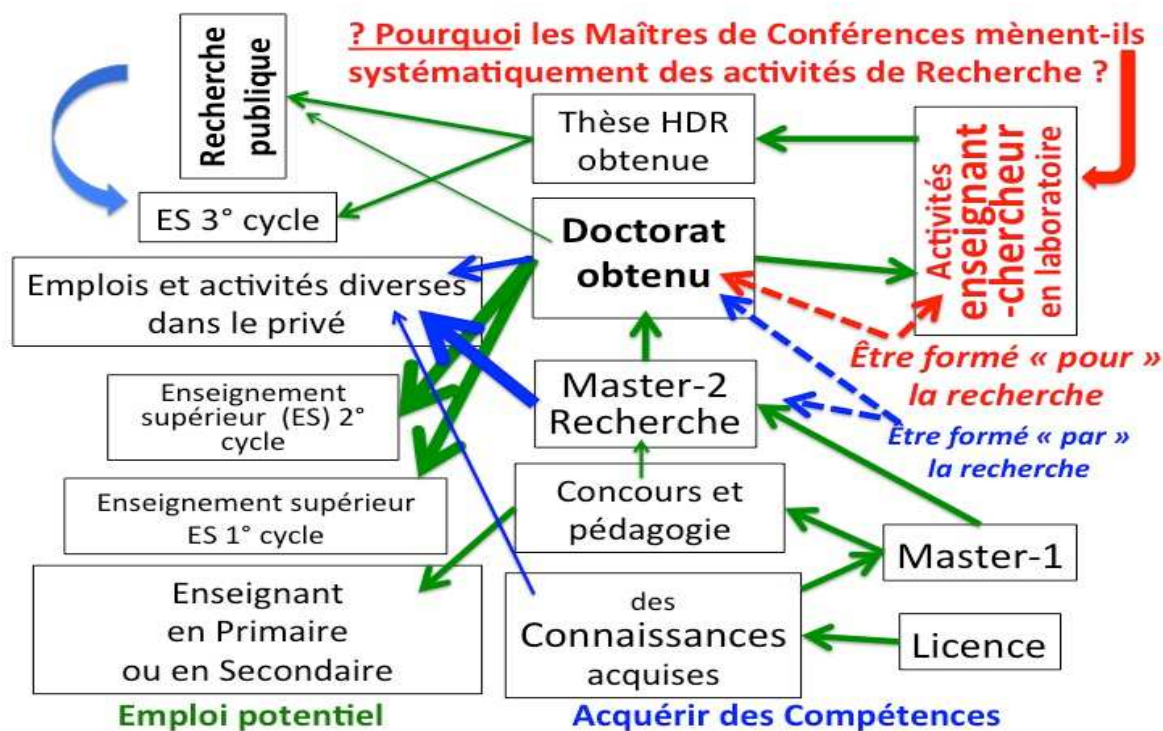 ? Pourquoi les Maîtres de Conférences mènent-ils
systématiquement des activités de Recherche ?
Recherche
publique
Thèse HDR
obtenue
Activités
enseignant
-chercheur
en laboratoire
ES 3° cycle
Doctorat
obtenu
Emplois et activités diverses
dans le privé
Être formé « pour »
la recherche
Enseignement
supérieur (ES) 2°
cycle
Master-2
Recherche
Être formé « par »
la recherche
Enseignement supérieur
ES 1° cycle
Concours et
pédagogie
Master-1
Enseignant
en Primaire
ou en Secondaire
des
Connaissances
acquises
Licence
Emploi potentiel
Acquérir des Compétences